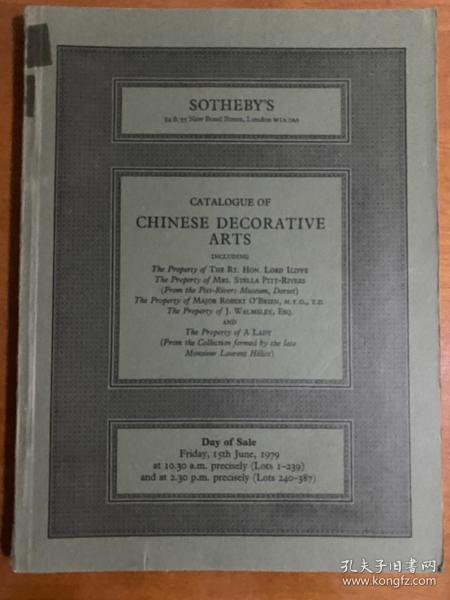 SOTHEBY'S
34 & 35 New Bond Street, London W1A 2AA
CATALOGUE OF
CHINESE DECORATIVE
ARTS
INCLUDING
The Property of THE RT. HON. LORD ILIFFE
The Property of MRS. STELLA PITT-RIVERS
(From the Pitt-Rivers Museum, Dorset)
The Property of MAJOR ROBERT O'BRIEN, M.V.O., T.D.
The Property of J. WALMSLEY, ESQ.
AND
The Property of A LADY
(From the Collection formed by the late
Monsieur Laurent Héliot)
Day of Sale
Friday, 15th June, 1979
at 10.30 a.m. precisely (Lots 1-239)
and at 2.30 p.m. precisely (Lots 240-387)
孔夫子旧书网
www.kongfz.com